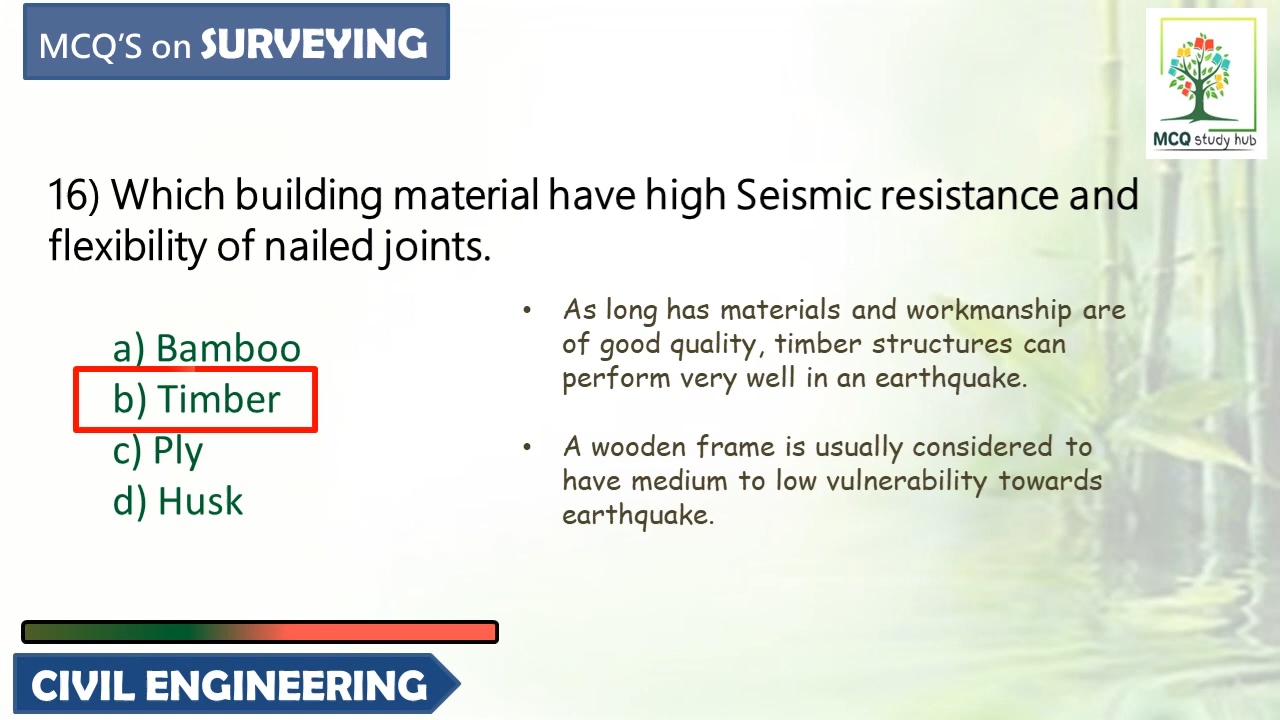 MCQ'S on SURVEYING
MCQ study hub
16) Which building material have high Seismic resistance and
flexibility of nailed joints.
a) Bamboo
b) Timber
c) Ply
d) Husk
• As long has materials and workmanship are
of good quality, timber structures can
perform very well in an earthquake.
• A wooden frame is usually considered to
have medium to low vulnerability towards
earthquake.
CIVIL ENGINEERING